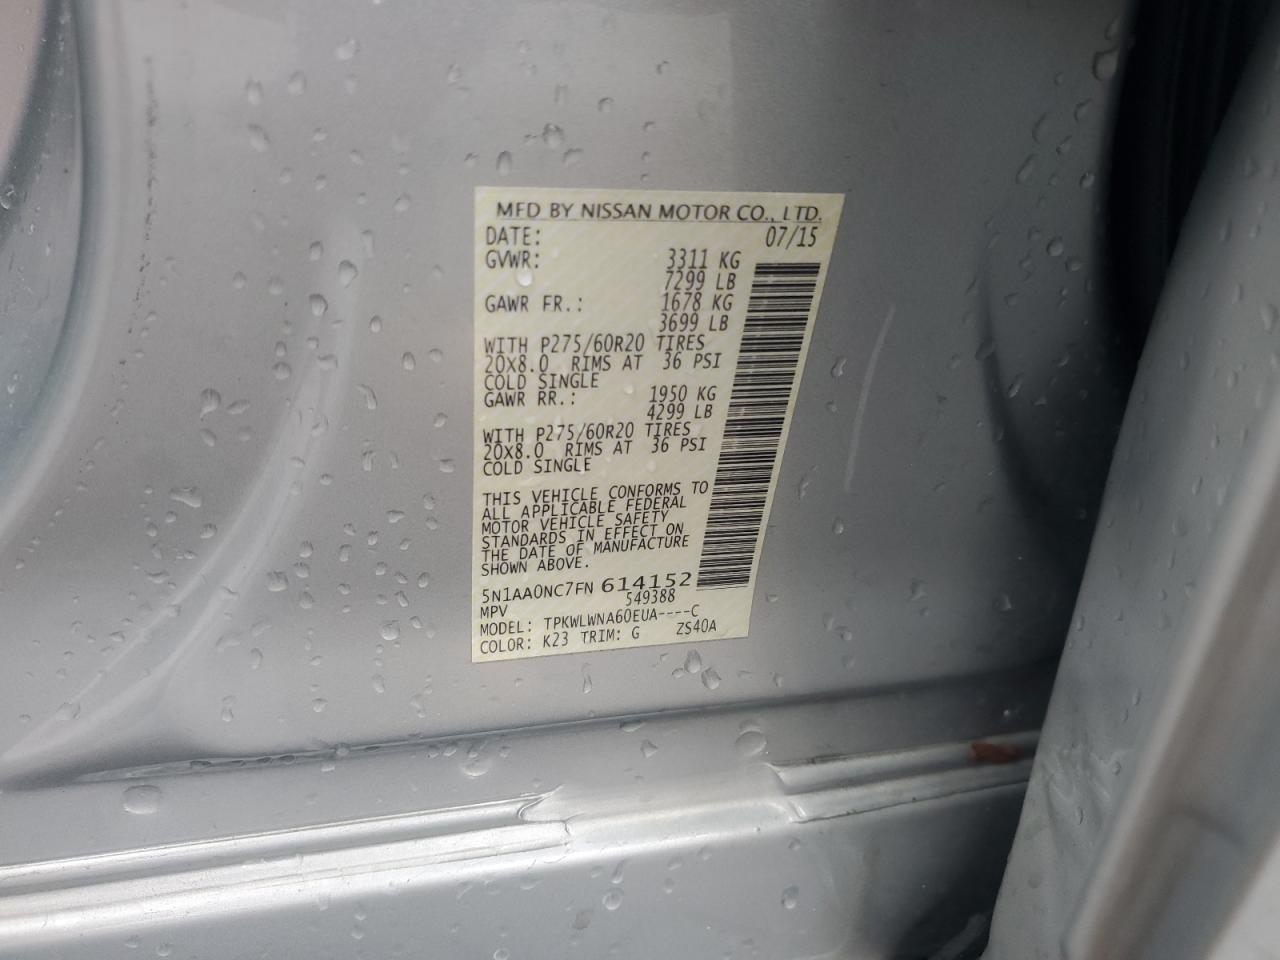 MFD BY NISSAN MOTOR CO., LTD.
DATE: 07/15
GVWR: 3311 KG
7299 LB
GAWR FR.: 1678 KG
3699 LB
WITH P275/60R20 TIRES
20X8.0 RIMS AT 36 PSI
COLD SINGLE
GAWR RR.: 1950 KG
4299 LB
WITH P275/60R20 TIRES
20X8.0 RIMS AT 36 PSI
COLD SINGLE
THIS VEHICLE CONFORMS TO
ALL APPLICABLE FEDERAL
MOTOR VEHICLE SAFETY
STANDARDS IN EFFECT ON
THE DATE OF MANUFACTURE
SHOWN ABOVE.
5N1AA0NC7FN 614152
MPV 549388
MODEL: TPKWLWNA60EUA----C
COLOR: K23 TRIM: G ZS40A